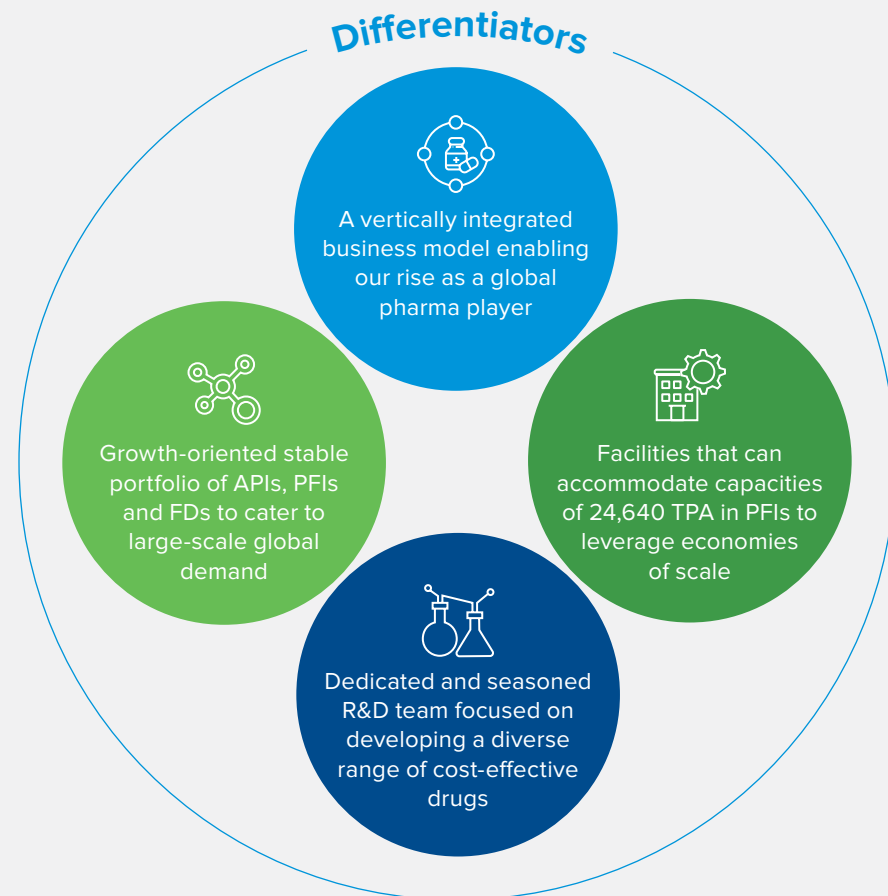 Differentiators
A vertically integrated
business model enabling
our rise as a global
pharma player
Growth-oriented stable
portfolio of APIs, PFIs
and FDs to cater to
large-scale global
demand
Facilities that can
accommodate capacities
of 24,640 TPA in PFIs to
leverage economies
of scale
Dedicated and seasoned
R&D team focused on
developing a diverse
range of cost-effective
drugs